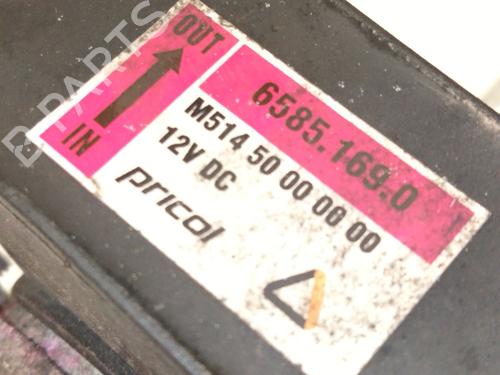 OUT
IN
6585.169.0
M514 50 00 00 00
12V DC
pricol
B-PARTS